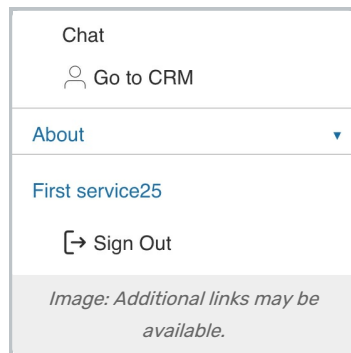 Chat
Go to CRM
About
First service25
Sign Out
Image: Additional links may be
available.